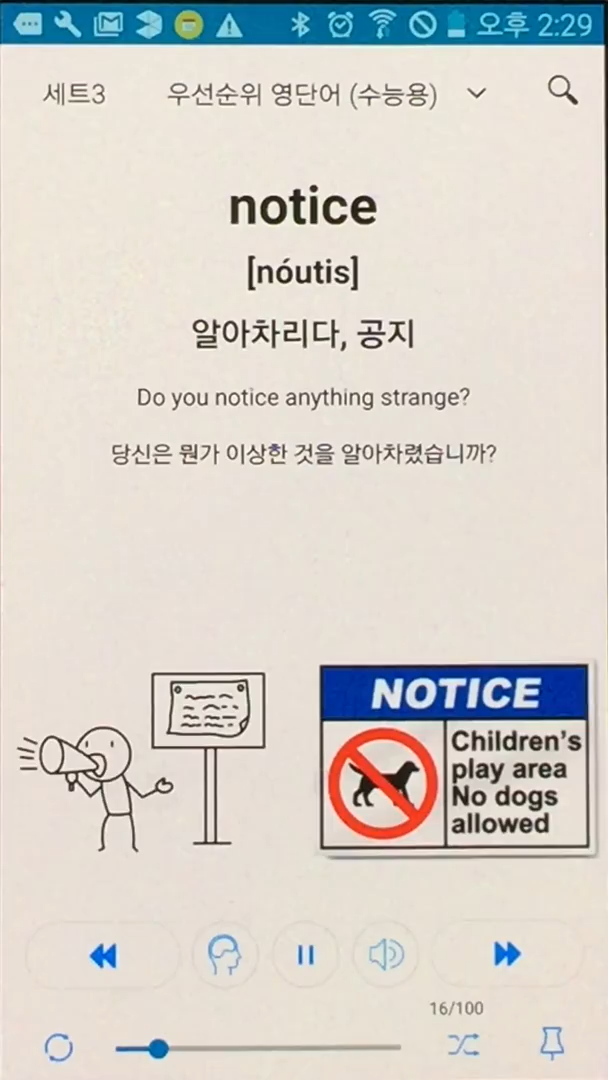 오후 2:29
세트3 우선순위 영단어 (수능용)
notice
[nóutis]
알아차리다, 공지
Do you notice anything strange?
당신은 뭔가 이상한 것을 알아차렸습니까?
NOTICE
Children's
play area
No dogs
allowed
16/100